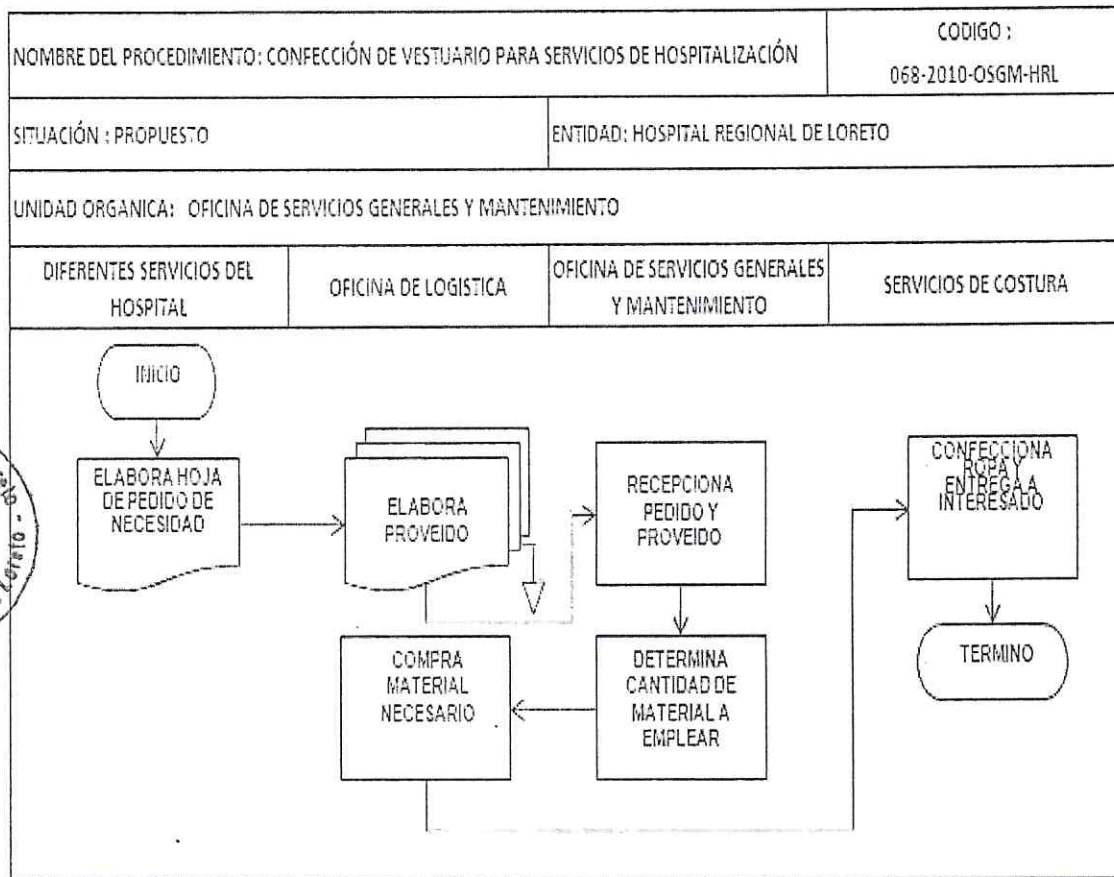 NOMBRE DEL PROCEDIMIENTO: CONFECCIÓN DE VESTUARIO PARA SERVICIOS DE HOSPITALIZACIÓN
CODIGO :
068-2010-OSGM-HRL
SITUACIÓN : PROPUESTO
ENTIDAD: HOSPITAL REGIONAL DE LORETO
UNIDAD ORGANICA: OFICINA DE SERVICIOS GENERALES Y MANTENIMIENTO
DIFERENTES SERVICIOS DEL
HOSPITAL
OFICINA DE LOGISTICA
OFICINA DE SERVICIOS GENERALES
Y MANTENIMIENTO
SERVICIOS DE COSTURA
INICIO
ELABORA HOJA
DE PEDIDO DE
NECESIDAD
ELABORA
PROVEIDO
RECEPCIONA
PEDIDO Y
PROVEIDO
CONFECCIONA
ROPA Y
ENTREGA A
INTERESADO
COMPRA
MATERIAL
NECESARIO
DETERMINA
CANTIDAD DE
MATERIAL A
EMPLEAR
TERMINO
Loreto -